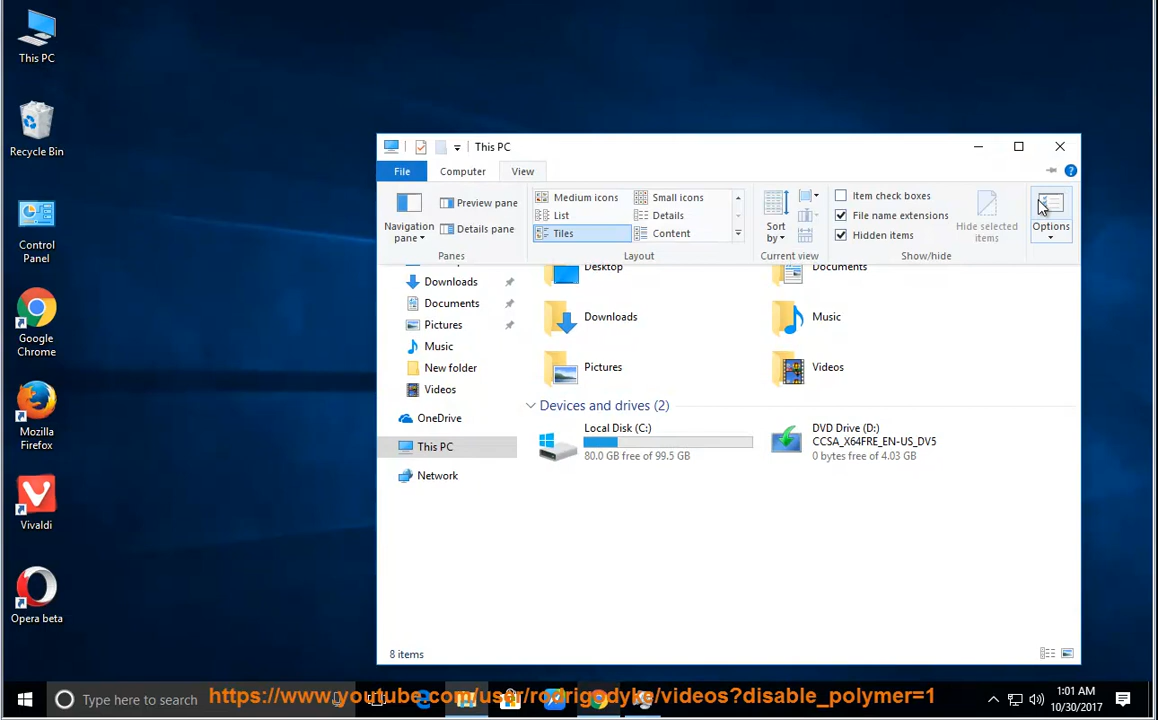 This PC
Recycle Bin
Control
Panel
Google
Chrome
Mozilla
Firefox
Vivaldi
Opera beta
This PC
File
Computer
View
Navigation
pane
Preview pane
Details pane
Panes
Medium icons
Small icons
List
Details
Tiles
Content
Layout
Sort
by
Current view
Item check boxes
File name extensions
Hidden items
Hide selected
items
Show/hide
Options
Downloads
Documents
Pictures
Music
New folder
Videos
OneDrive
This PC
Network
Desktop
Documents
Downloads
Music
Pictures
Videos
Devices and drives (2)
Local Disk (C:)
80.0 GB free of 99.5 GB
DVD Drive (D:)
CCSA_X64FRE_EN-US_DV5
0 bytes free of 4.03 GB
8 items
Type here to search
https://www.youtube.com/user/rodrigodyke/videos?disable_polymer=1
1:01 AM
10/30/2017